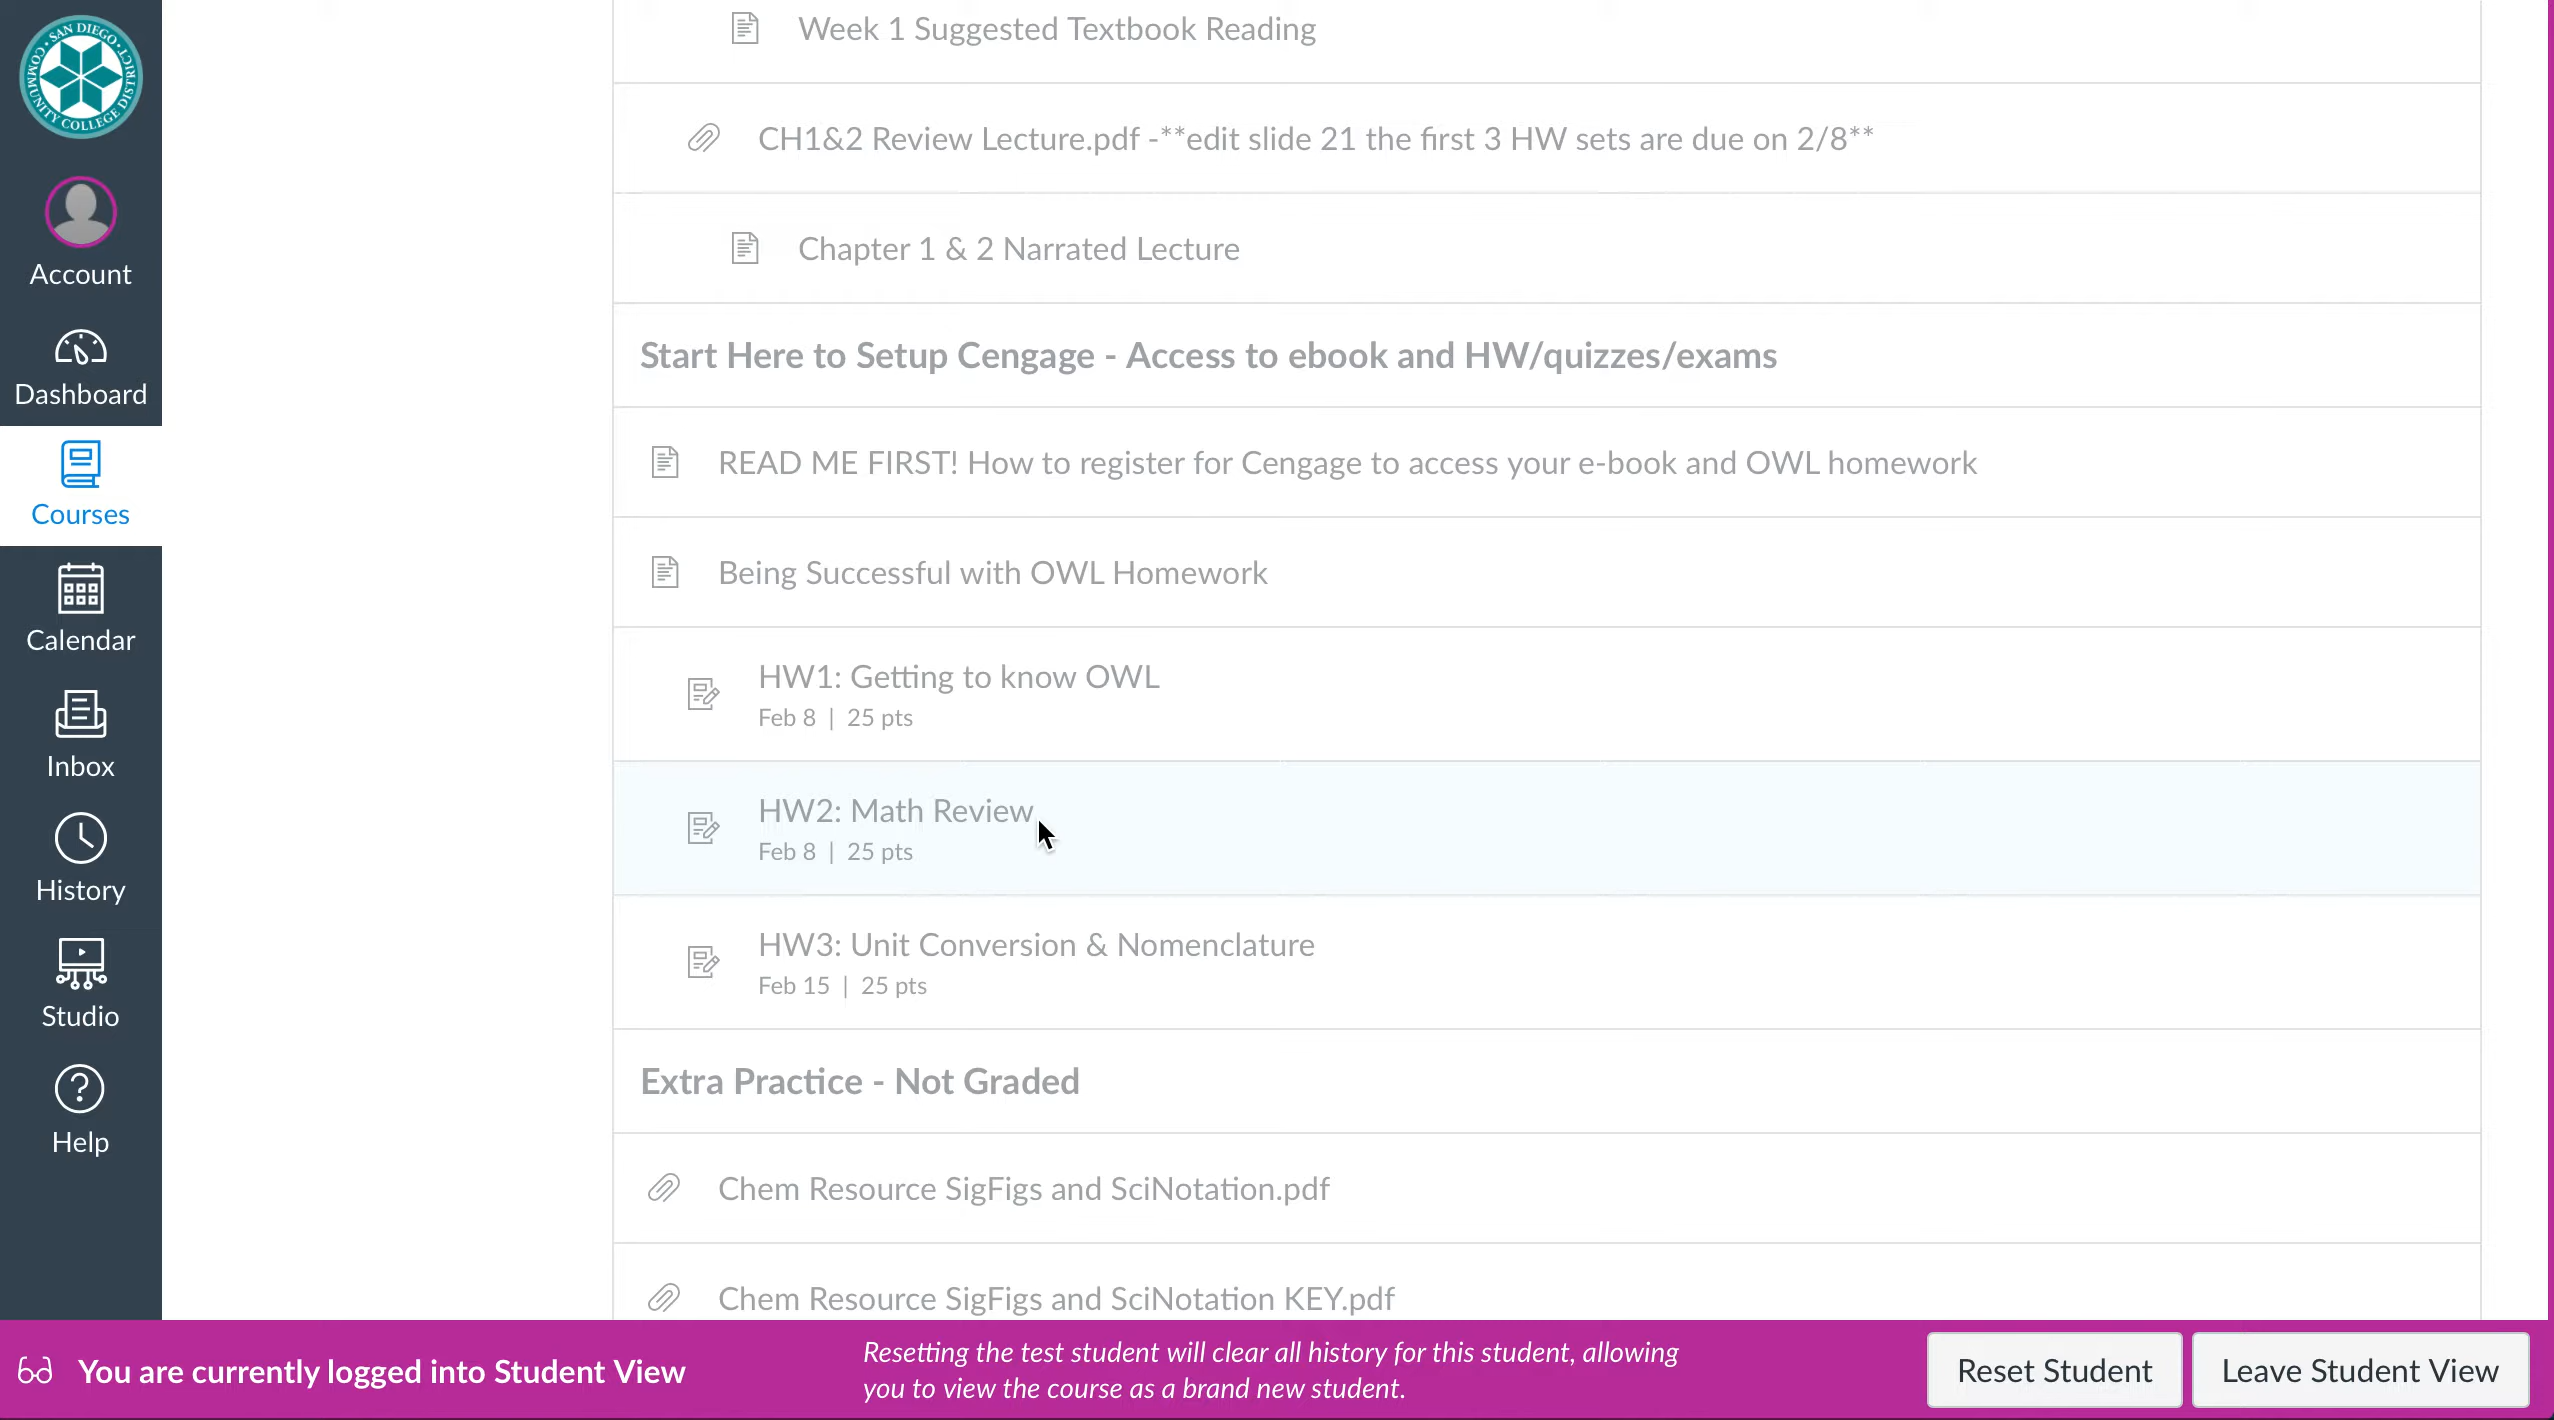 SAN DIEGO
COMMUNITY COLLEGE DISTRICT
Account
Dashboard
Courses
Calendar
Inbox
History
Studio
Help
Week 1 Suggested Textbook Reading
CH1&2 Review Lecture.pdf -**edit slide 21 the first 3 HW sets are due on 2/8**
Chapter 1 & 2 Narrated Lecture
Start Here to Setup Cengage - Access to ebook and HW/quizzes/exams
READ ME FIRST! How to register for Cengage to access your e-book and OWL homework
Being Successful with OWL Homework
HW1: Getting to know OWL
Feb 8 | 25 pts
HW2: Math Review
Feb 8 | 25 pts
HW3: Unit Conversion & Nomenclature
Feb 15 | 25 pts
Extra Practice - Not Graded
Chem Resource SigFigs and SciNotation.pdf
Chem Resource SigFigs and SciNotation KEY.pdf
You are currently logged into Student View
Resetting the test student will clear all history for this student, allowing
you to view the course as a brand new student.
Reset Student
Leave Student View